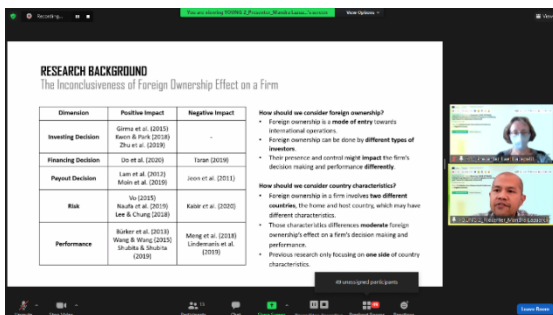 Recording...
You are viewing YOUNG 2_Presenter_
View Options
View
RESEARCH BACKGROUND
The Inconclusiveness of Foreign Ownership Effect on a Firm
Dimension Positive Impact Negative Impact
Investing Decision Girma et al. (2015)
Kwon & Park (2018)
Zhu et al. (2019)
-
Financing Decision Do et al. (2020) Taran (2019)
Payout Decision Lam et al. (2012)
Moin et al. (2019)
Jeon et al. (2011)
Risk Vo (2015)
Naufa et al. (2019)
Lee & Chung (2018)
Kabir et al. (2020)
Performance Bürker et al. (2013)
Wang & Wang (2015)
Shubita & Shubita
(2019)
Meng et al. (2018)
Lindemanis et al.
(2019)
How should we consider foreign ownership?
• Foreign ownership is a mode of entry towards
international operations.
• Foreign ownership can be done by different types of
investors.
• Their presence and control might impact the firm's
decision making and performance differently.
How should we consider country characteristics?
• Foreign ownership in a firm involves two different
countries, the home and host country, which may have
different characteristics.
• Those characteristics differences moderate foreign
ownership's effect on a firm's decision making and
performance.
• Previous research only focusing on one side of country
characteristics.
YOUNG 2_Presenter_
49 unassigned participants
Chat
Leave Room